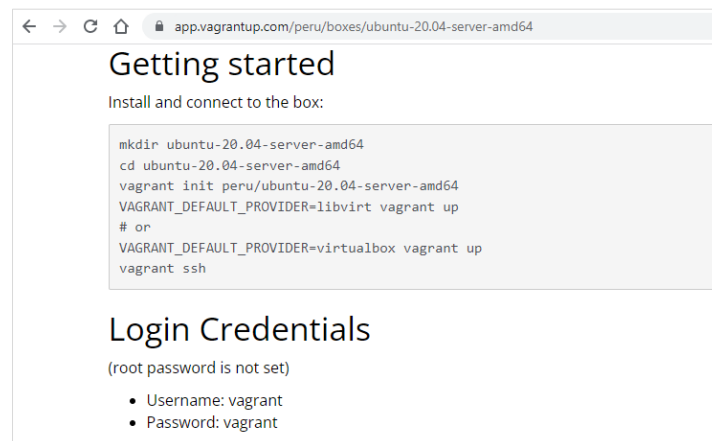 app.vagrantup.com/peru/boxes/ubuntu-20.04-server-amd64
Getting started
Install and connect to the box:
mkdir ubuntu-20.04-server-amd64
cd ubuntu-20.04-server-amd64
vagrant init peru/ubuntu-20.04-server-amd64
VAGRANT_DEFAULT_PROVIDER=libvirt vagrant up
# or
VAGRANT_DEFAULT_PROVIDER=virtualbox vagrant up
vagrant ssh
Login Credentials
(root password is not set)
• Username: vagrant
• Password: vagrant